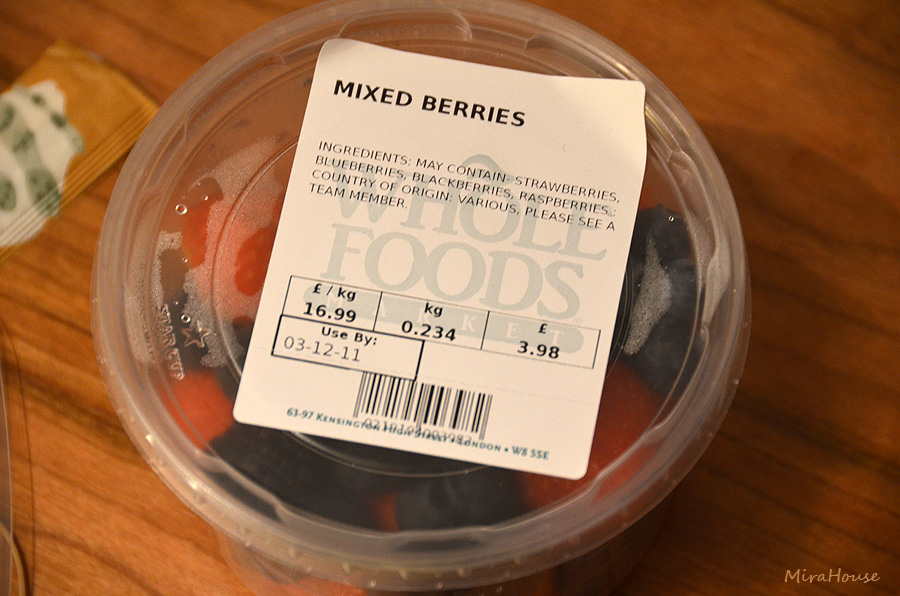 MIXED BERRIES
INGREDIENTS: MAY CONTAIN: STRAWBERRIES,
BLUEBERRIES, BLACKBERRIES, RASPBERRIES,:
COUNTRY OF ORIGIN: VARIOUS, PLEASE SEE A
TEAM MEMBER.
WHOLE
FOODS
MARKET
£ / kg kg £
16.99 0.234 3.98
Use By:
03-12-11
63-97 KENSINGTON HIGH STREET • LONDON • W8 5SE
MiraHouse